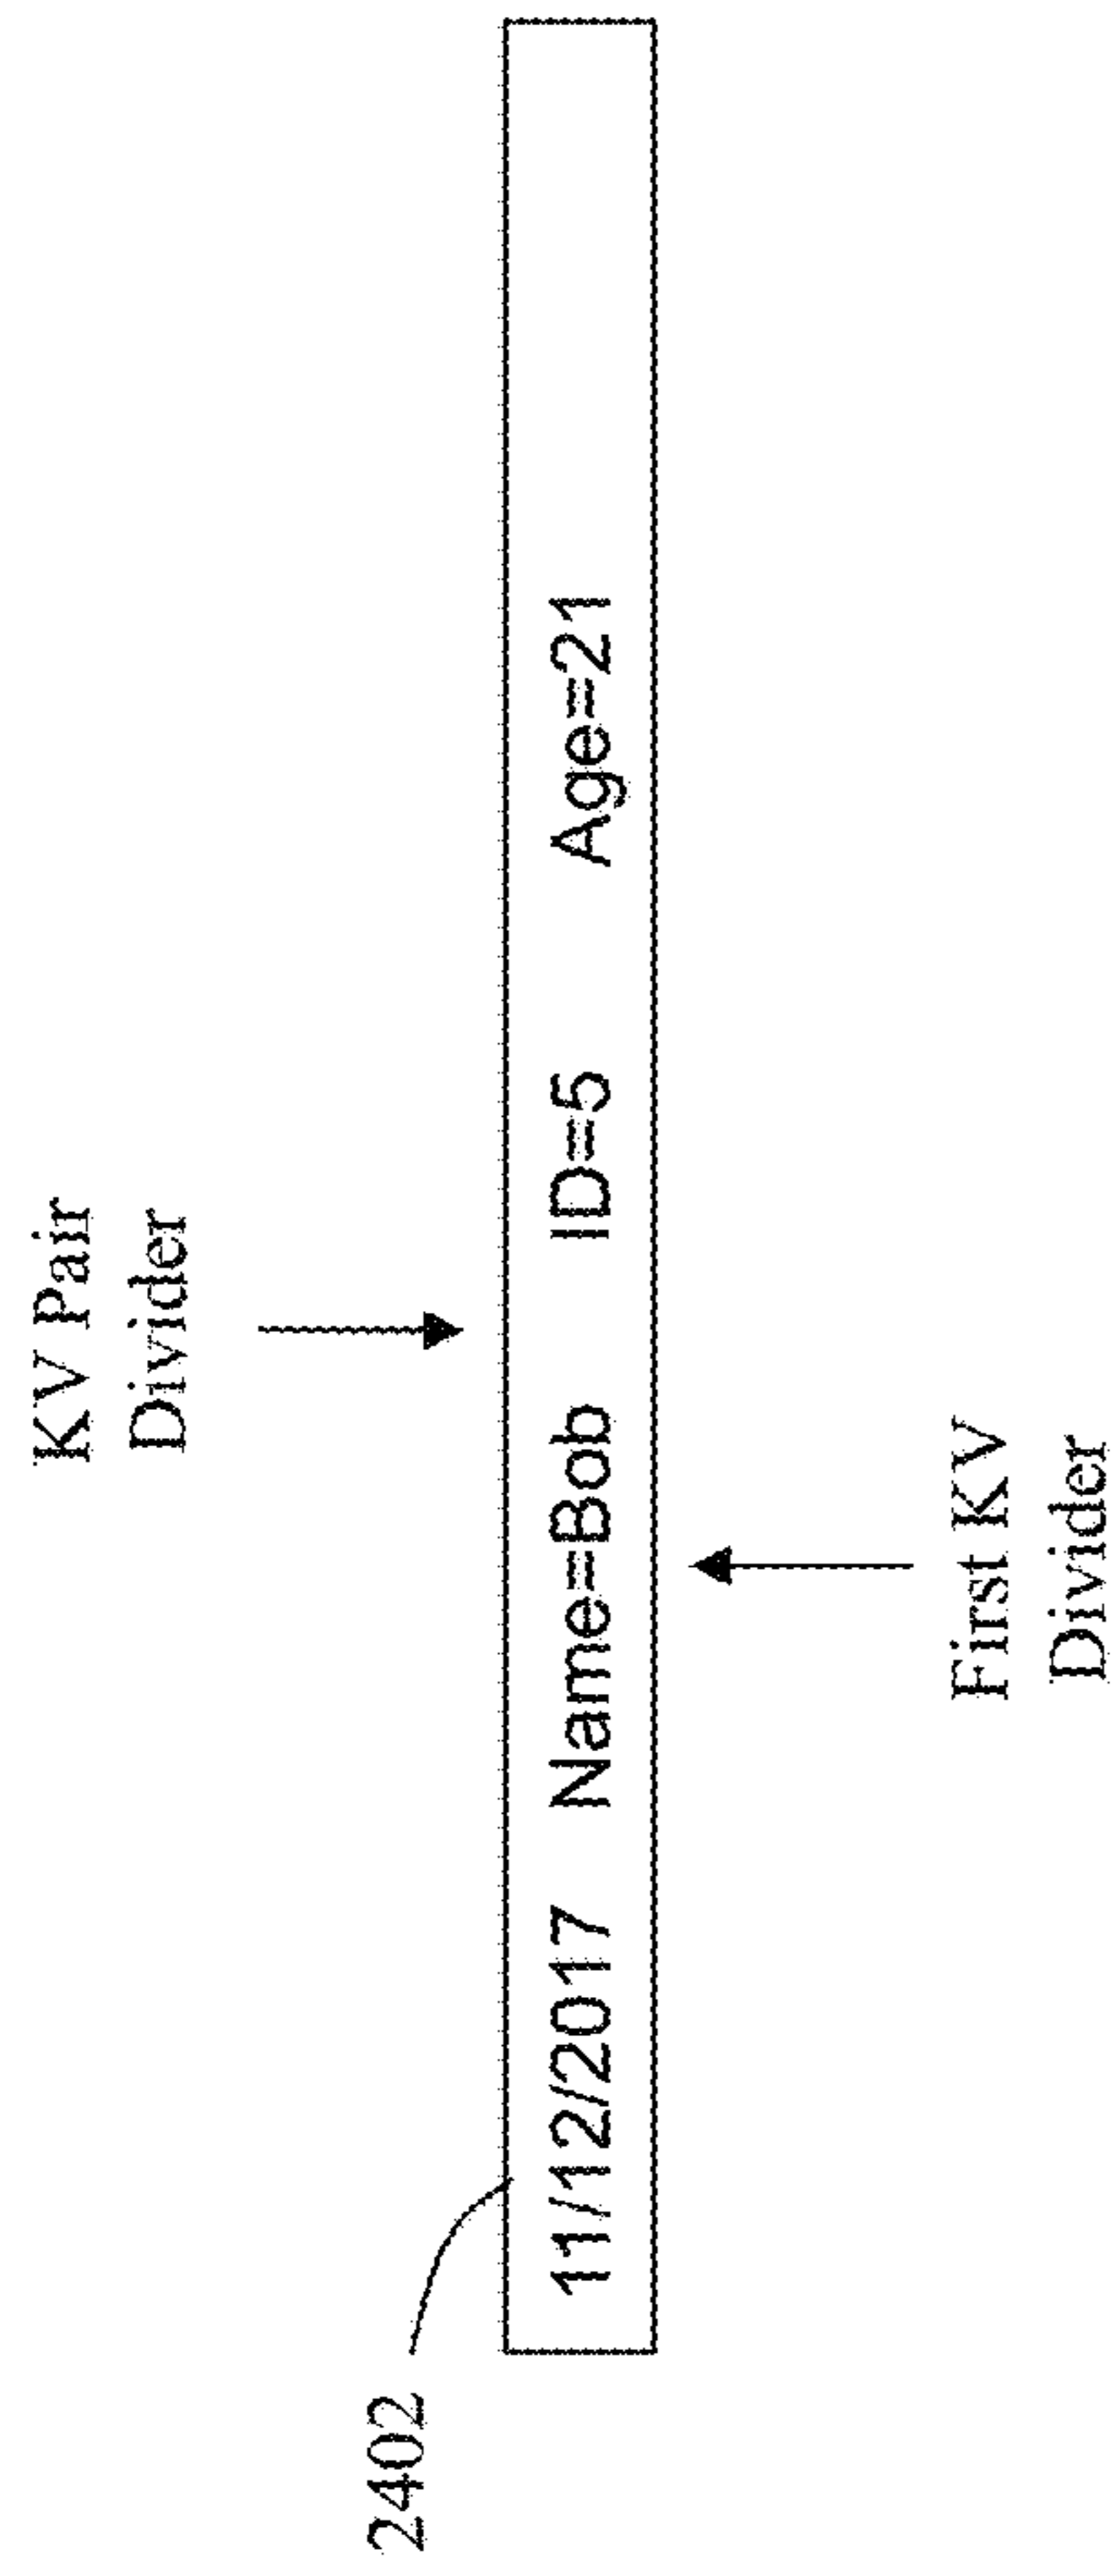 KV Pair
Divider
2402
11/12/2017 Name=Bob ID=5 Age=21
First KV
Divider